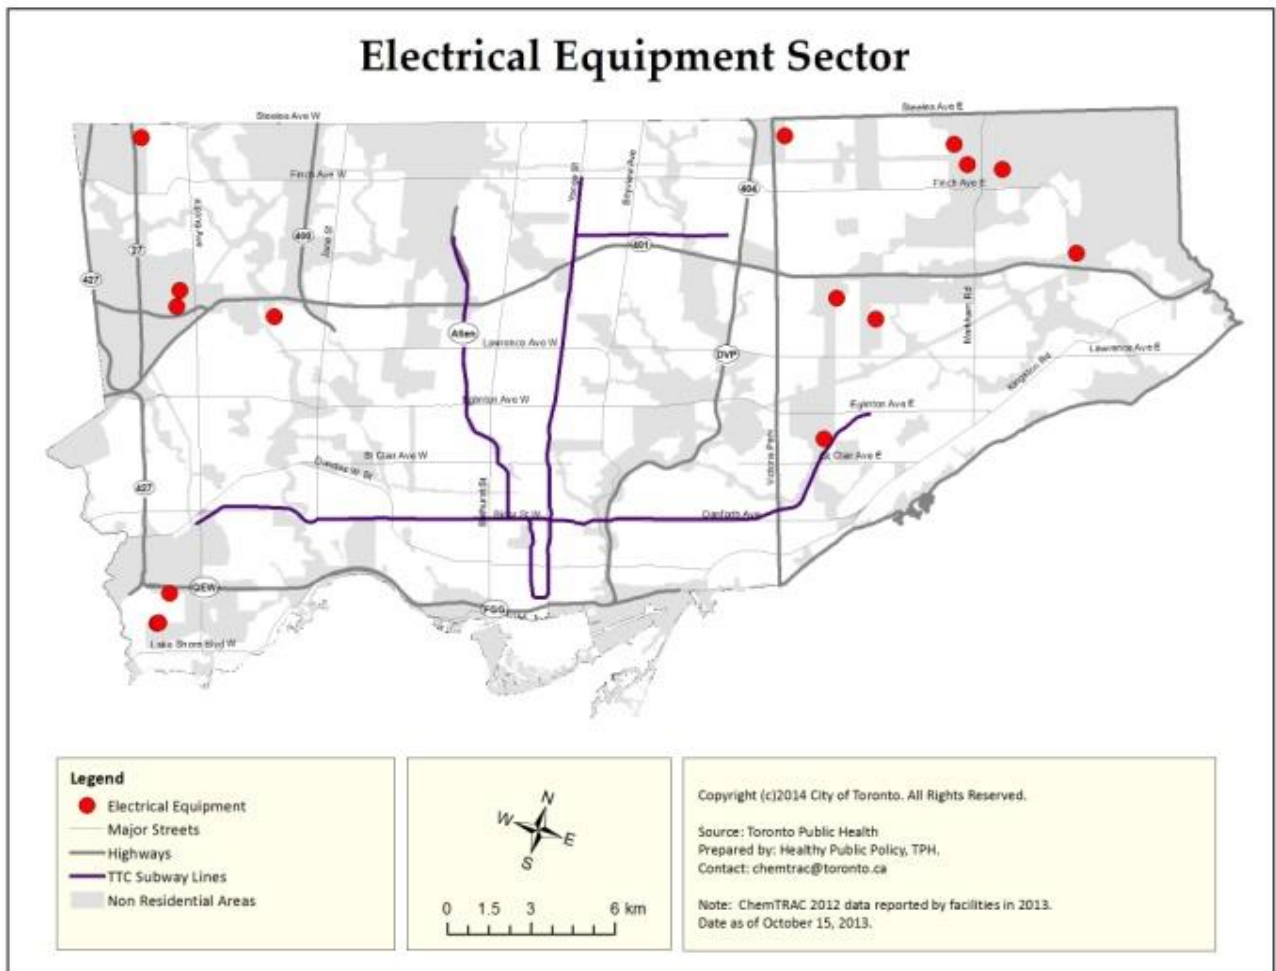 Electrical Equipment Sector
Steeles Ave W
Steeles Ave E
Finch Ave W
Finch Ave E
Kipling Ave
Jane St
Yonge St
Bayview Ave
404
427
27
400
401
Allen
Lawrence Ave W
DVP
Markham Rd
Lawrence Ave E
Kingston Rd
Eglinton Ave W
Eglinton Ave E
Victoria Park
St Clair Ave W
St Clair Ave E
Dundas W St
427
Bathurst St
Bloor St W
Danforth Ave
QEW
FGG
Lake Shore Blvd W
Legend
Electrical Equipment
Major Streets
Highways
TTC Subway Lines
Non Residential Areas
N
W
E
S
0 1.5 3 6 km
Copyright (c)2014 City of Toronto. All Rights Reserved.
Source: Toronto Public Health
Prepared by: Healthy Public Policy, TPH.
Contact: chemtrac@toronto.ca
Note: ChemTRAC 2012 data reported by facilities in 2013.
Date as of October 15, 2013.